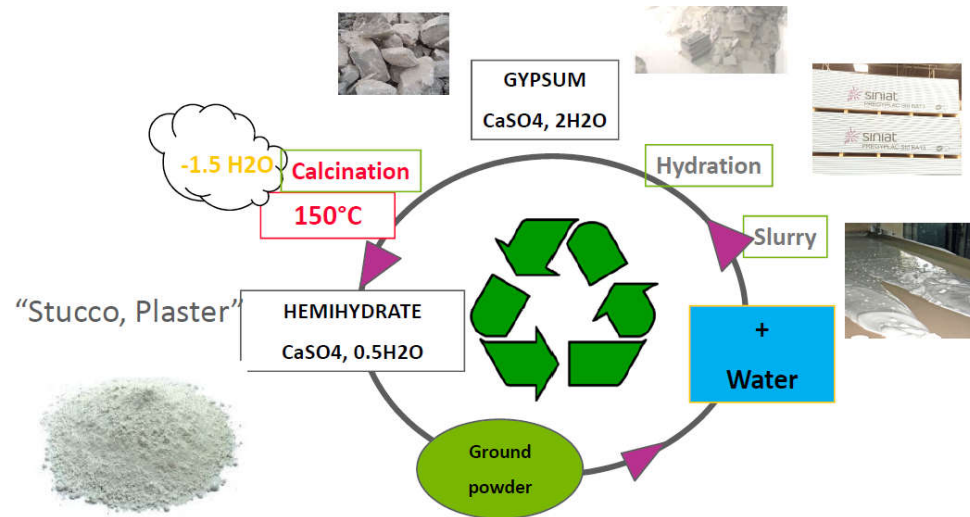 GYPSUM
CaSO4, 2H2O
-1.5 H2O
Calcination
150°C
Hydration
Slurry
siniat
siniat
"Stucco, Plaster"
HEMIHYDRATE
CaSO4, 0.5H2O
+
Water
Ground
powder